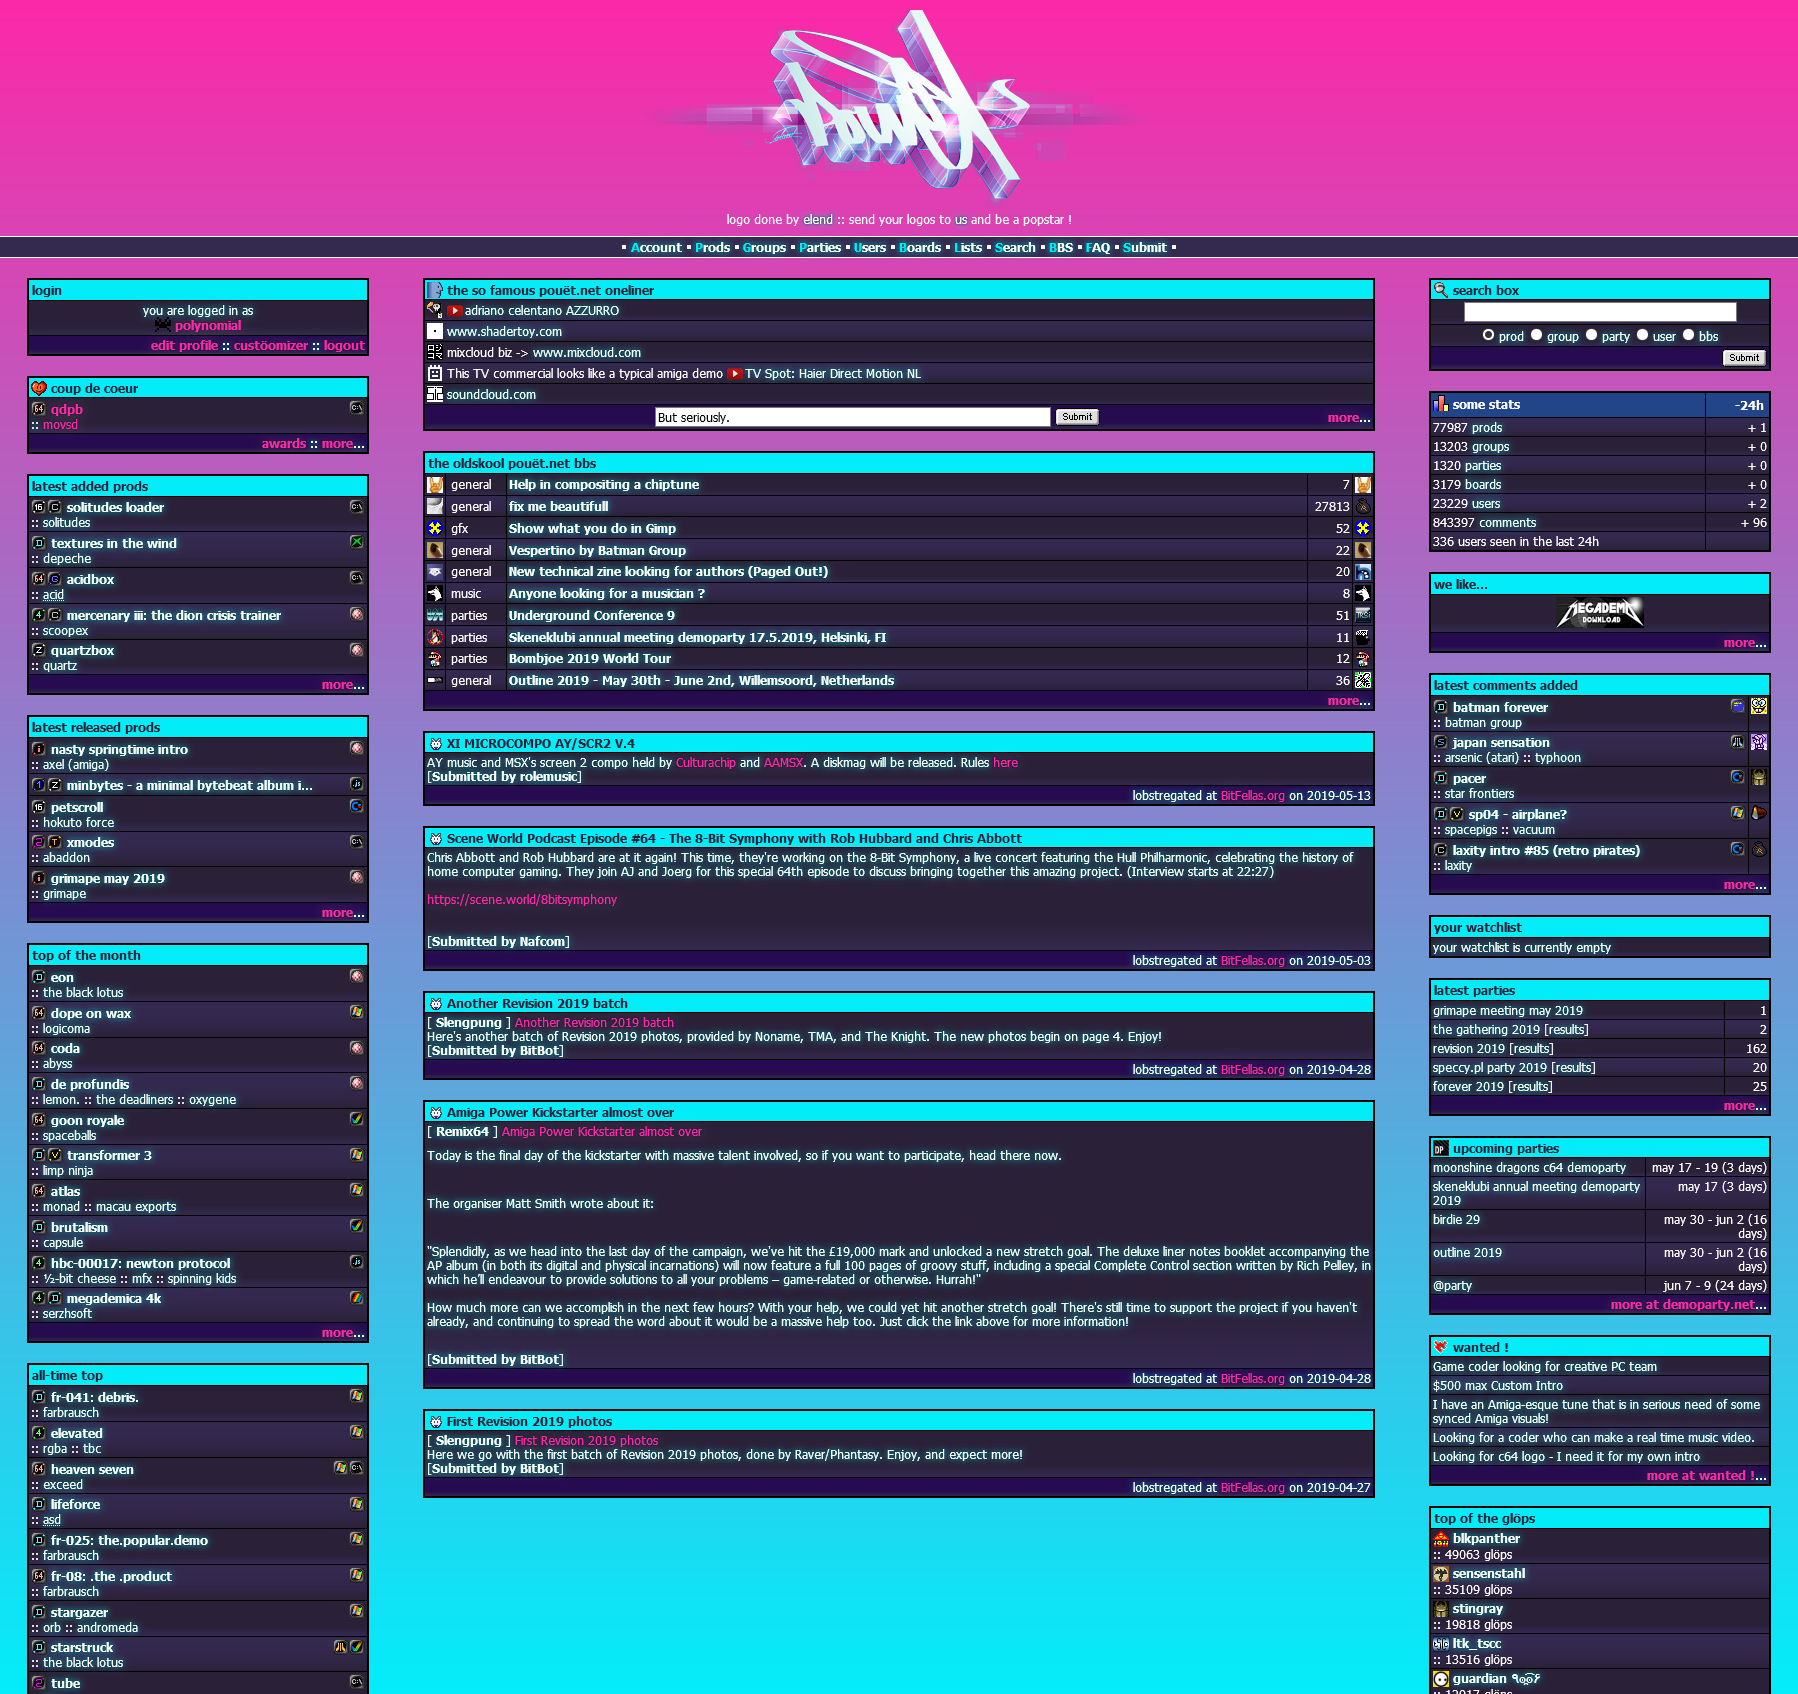 Pouet
logo done by elend :: send your logos to us and be a popstar !
▪ Account ▪ Prods ▪ Groups ▪ Parties ▪ Users ▪ Boards ▪ Lists ▪ Search ▪ BBS ▪ FAQ ▪ Submit ▪
login
you are logged in as
polynomial
edit profile :: custöomizer :: logout
coup de coeur
qdpb
:: movsd
awards :: more...
latest added prods
solitudes loader
:: solitudes
textures in the wind
:: depeche
acidbox
:: acid
mercenary iii: the dion crisis trainer
:: scoopex
quartzbox
:: quartz
more...
latest released prods
nasty springtime intro
:: axel (amiga)
minbytes - a minimal bytebeat album i...
petscroll
:: hokuto force
xmodes
:: abaddon
grimape may 2019
:: grimape
more...
top of the month
eon
:: the black lotus
dope on wax
:: logicoma
coda
:: abyss
de profundis
:: lemon. :: the deadliners :: oxygene
goon royale
:: spaceballs
transformer 3
:: limp ninja
atlas
:: monad :: macau exports
brutalism
:: capsule
hbc-00017: newton protocol
:: ½-bit cheese :: mfx :: spinning kids
megademica 4k
:: serzhsoft
more...
all-time top
fr-041: debris.
:: farbrausch
elevated
:: rgba :: tbc
heaven seven
:: exceed
lifeforce
:: asd
fr-025: the.popular.demo
:: farbrausch
fr-08: .the .product
:: farbrausch
stargazer
:: orb :: andromeda
starstruck
:: the black lotus
tube
the so famous pouët.net oneliner
adriano celentano AZZURRO
www.shadertoy.com
mixcloud biz -> www.mixcloud.com
This TV commercial looks like a typical amiga demo TV Spot: Haier Direct Motion NL
soundcloud.com
But seriously. Submit more...
the oldskool pouët.net bbs
general Help in compositing a chiptune 7
general fix me beautifull 27813
gfx Show what you do in Gimp 52
general Vespertino by Batman Group 22
general New technical zine looking for authors (Paged Out!) 20
music Anyone looking for a musician ? 8
parties Underground Conference 9 51
parties Skeneklubi annual meeting demoparty 17.5.2019, Helsinki, FI 11
parties Bombjoe 2019 World Tour 12
general Outline 2019 - May 30th - June 2nd, Willemsoord, Netherlands 36
more...
XI MICROCOMPO AY/SCR2 V.4
AY music and MSX's screen 2 compo held by Culturachip and AAMSX. A diskmag will be released. Rules here
[Submitted by rolemusic]
lobstregated at BitFellas.org on 2019-05-13
Scene World Podcast Episode #64 - The 8-Bit Symphony with Rob Hubbard and Chris Abbott
Chris Abbott and Rob Hubbard are at it again! This time, they're working on the 8-Bit Symphony, a live concert featuring the Hull Philharmonic, celebrating the history of
home computer gaming. They join AJ and Joerg for this special 64th episode to discuss bringing together this amazing project. (Interview starts at 22:27)
https://scene.world/8bitsymphony
[Submitted by Nafcom]
lobstregated at BitFellas.org on 2019-05-03
Another Revision 2019 batch
[ Slengpung ] Another Revision 2019 batch
Here's another batch of Revision 2019 photos, provided by Noname, TMA, and The Knight. The new photos begin on page 4. Enjoy!
[Submitted by BitBot]
lobstregated at BitFellas.org on 2019-04-28
Amiga Power Kickstarter almost over
[ Remix64 ] Amiga Power Kickstarter almost over
Today is the final day of the kickstarter with massive talent involved, so if you want to participate, head there now.
The organiser Matt Smith wrote about it:
"Splendidly, as we head into the last day of the campaign, we've hit the £19,000 mark and unlocked a new stretch goal. The deluxe liner notes booklet accompanying the
AP album (in both its digital and physical incarnations) will now feature a full 100 pages of groovy stuff, including a special Complete Control section written by Rich Pelley, in
which he'll endeavour to provide solutions to all your problems – game-related or otherwise. Hurrah!"
How much more can we accomplish in the next few hours? With your help, we could yet hit another stretch goal! There's still time to support the project if you haven't
already, and continuing to spread the word about it would be a massive help too. Just click the link above for more information!
[Submitted by BitBot]
lobstregated at BitFellas.org on 2019-04-28
First Revision 2019 photos
[ Slengpung ] First Revision 2019 photos
Here we go with the first batch of Revision 2019 photos, done by Raver/Phantasy. Enjoy, and expect more!
[Submitted by BitBot]
lobstregated at BitFellas.org on 2019-04-27
search box
prod group party user bbs
Submit
some stats -24h
77987 prods + 1
13203 groups + 0
1320 parties + 0
3179 boards + 0
23229 users + 2
843397 comments + 96
336 users seen in the last 24h
we like...
MEGADEMO
DOWNLOAD
more...
latest comments added
batman forever
:: batman group
japan sensation
:: arsenic (atari) :: typhoon
pacer
:: star frontiers
sp04 - airplane?
:: spacepigs :: vacuum
laxity intro #85 (retro pirates)
:: laxity
more...
your watchlist
your watchlist is currently empty
latest parties
grimape meeting may 2019 1
the gathering 2019 [results] 2
revision 2019 [results] 162
speccy.pl party 2019 [results] 20
forever 2019 [results] 25
more...
upcoming parties
moonshine dragons c64 demoparty may 17 - 19 (3 days)
skeneklubi annual meeting demoparty may 17 (3 days)
2019
birdie 29 may 30 - jun 2 (16
days)
outline 2019 may 30 - jun 2 (16
days)
@party jun 7 - 9 (24 days)
more at demoparty.net...
wanted !
Game coder looking for creative PC team
$500 max Custom Intro
I have an Amiga-esque tune that is in serious need of some
synced Amiga visuals!
Looking for a coder who can make a real time music video.
Looking for c64 logo - I need it for my own intro
more at wanted !...
top of the glöps
blkpanther
:: 49063 glöps
sensenstahl
:: 35109 glöps
stingray
:: 19818 glöps
ltk_tscc
:: 13516 glöps
guardian